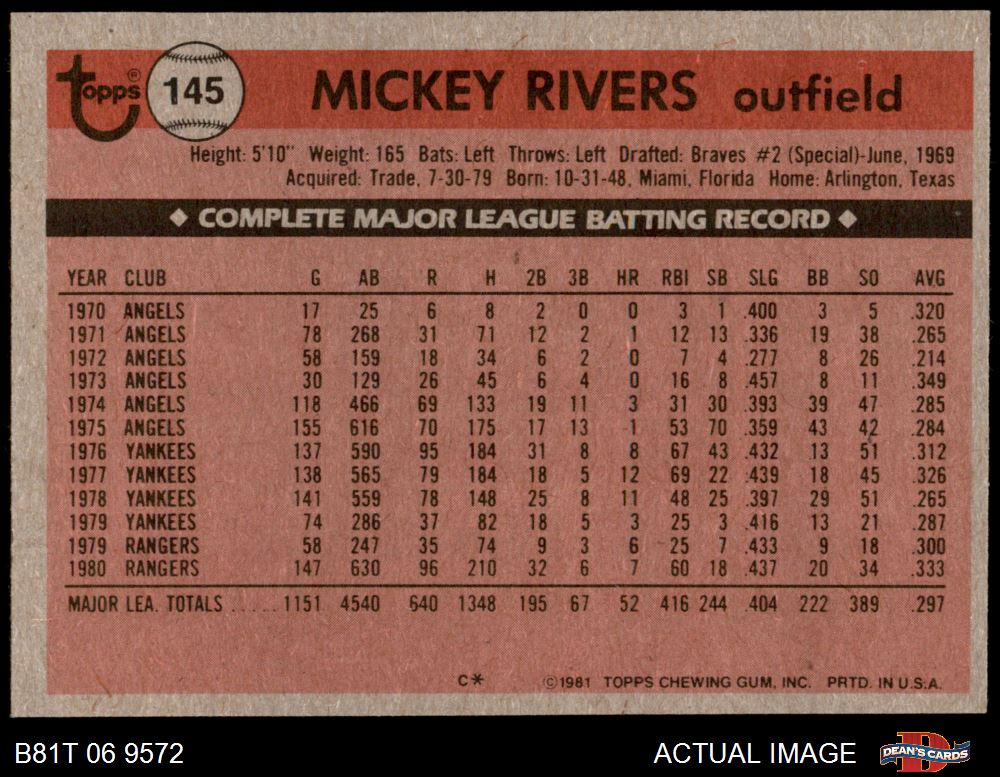 topps® 145 MICKEY RIVERS outfield
Height: 5'10" Weight: 165 Bats: Left Throws: Left Drafted: Braves #2 (Special)-June, 1969
Acquired: Trade, 7-30-79 Born: 10-31-48, Miami, Florida Home: Arlington, Texas
◆ COMPLETE MAJOR LEAGUE BATTING RECORD ◆
YEAR CLUB G AB R H 2B 3B HR RBI SB SLG BB SO AVG
1970 ANGELS 17 25 6 8 2 0 0 3 1 .400 3 5 .320
1971 ANGELS 78 268 31 71 12 2 1 12 13 .336 19 38 .265
1972 ANGELS 58 159 18 34 6 2 0 7 4 .277 8 26 .214
1973 ANGELS 30 129 26 45 6 4 0 16 8 .457 8 11 .349
1974 ANGELS 118 466 69 133 19 11 3 31 30 .393 39 47 .285
1975 ANGELS 155 616 70 175 17 13 1 53 70 .359 43 42 .284
1976 YANKEES 137 590 95 184 31 8 8 67 43 .432 13 51 .312
1977 YANKEES 138 565 79 184 18 5 12 69 22 .439 18 45 .326
1978 YANKEES 141 559 78 148 25 8 11 48 25 .397 29 51 .265
1979 YANKEES 74 286 37 82 18 5 3 25 3 .416 13 21 .287
1979 RANGERS 58 247 35 74 9 3 6 25 7 .433 9 18 .300
1980 RANGERS 147 630 96 210 32 6 7 60 18 .437 20 34 .333
MAJOR LEA. TOTALS ..... 1151 4540 640 1348 195 67 52 416 244 .404 222 389 .297
C* ©1981 TOPPS CHEWING GUM, INC. PRTD. IN U.S.A.
B81T 06 9572 ACTUAL IMAGE DEAN'S CARDS